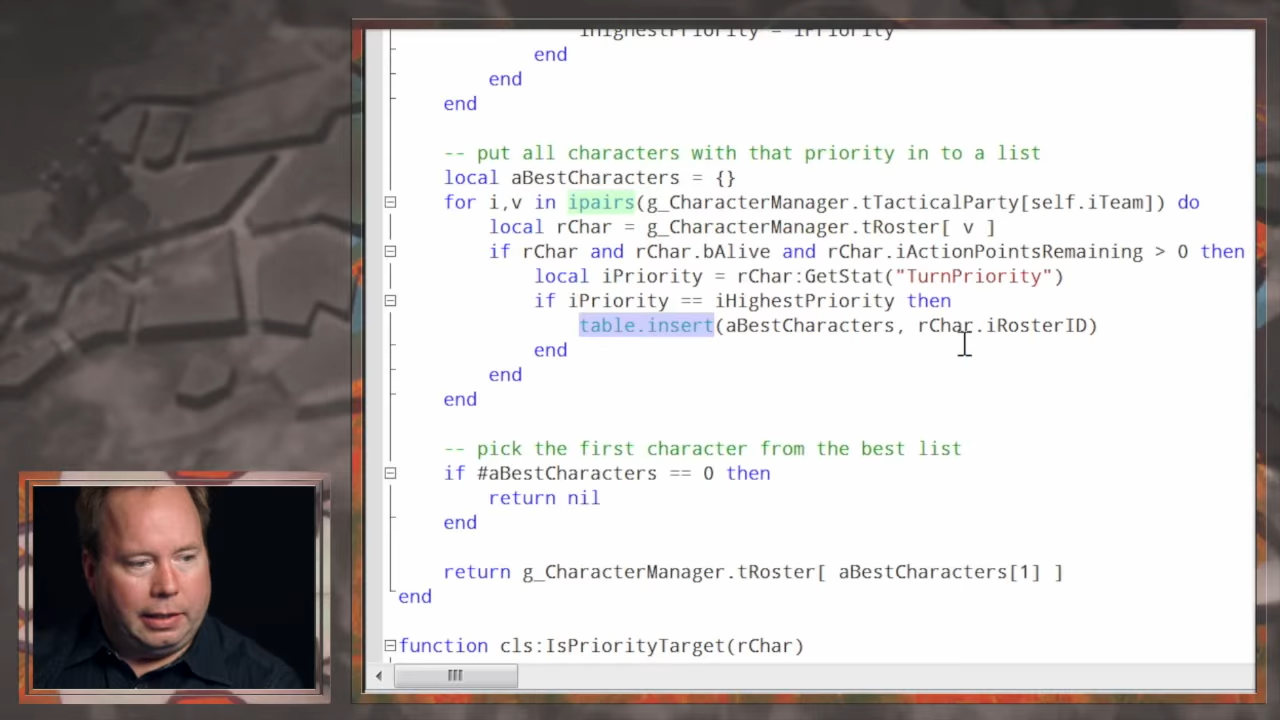 iHighestPriority = iPriority
end
end
end
-- put all characters with that priority in to a list
local aBestCharacters = {}
for i,v in ipairs(g_CharacterManager.tTacticalParty[self.iTeam]) do
local rChar = g_CharacterManager.tRoster[ v ]
if rChar and rChar.bAlive and rChar.iActionPointsRemaining > 0 then
local iPriority = rChar:GetStat("TurnPriority")
if iPriority == iHighestPriority then
table.insert(aBestCharacters, rChar.iRosterID)
end
end
end
-- pick the first character from the best list
if #aBestCharacters == 0 then
return nil
end
return g_CharacterManager.tRoster[ aBestCharacters[1] ]
end
function cls:IsPriorityTarget(rChar)